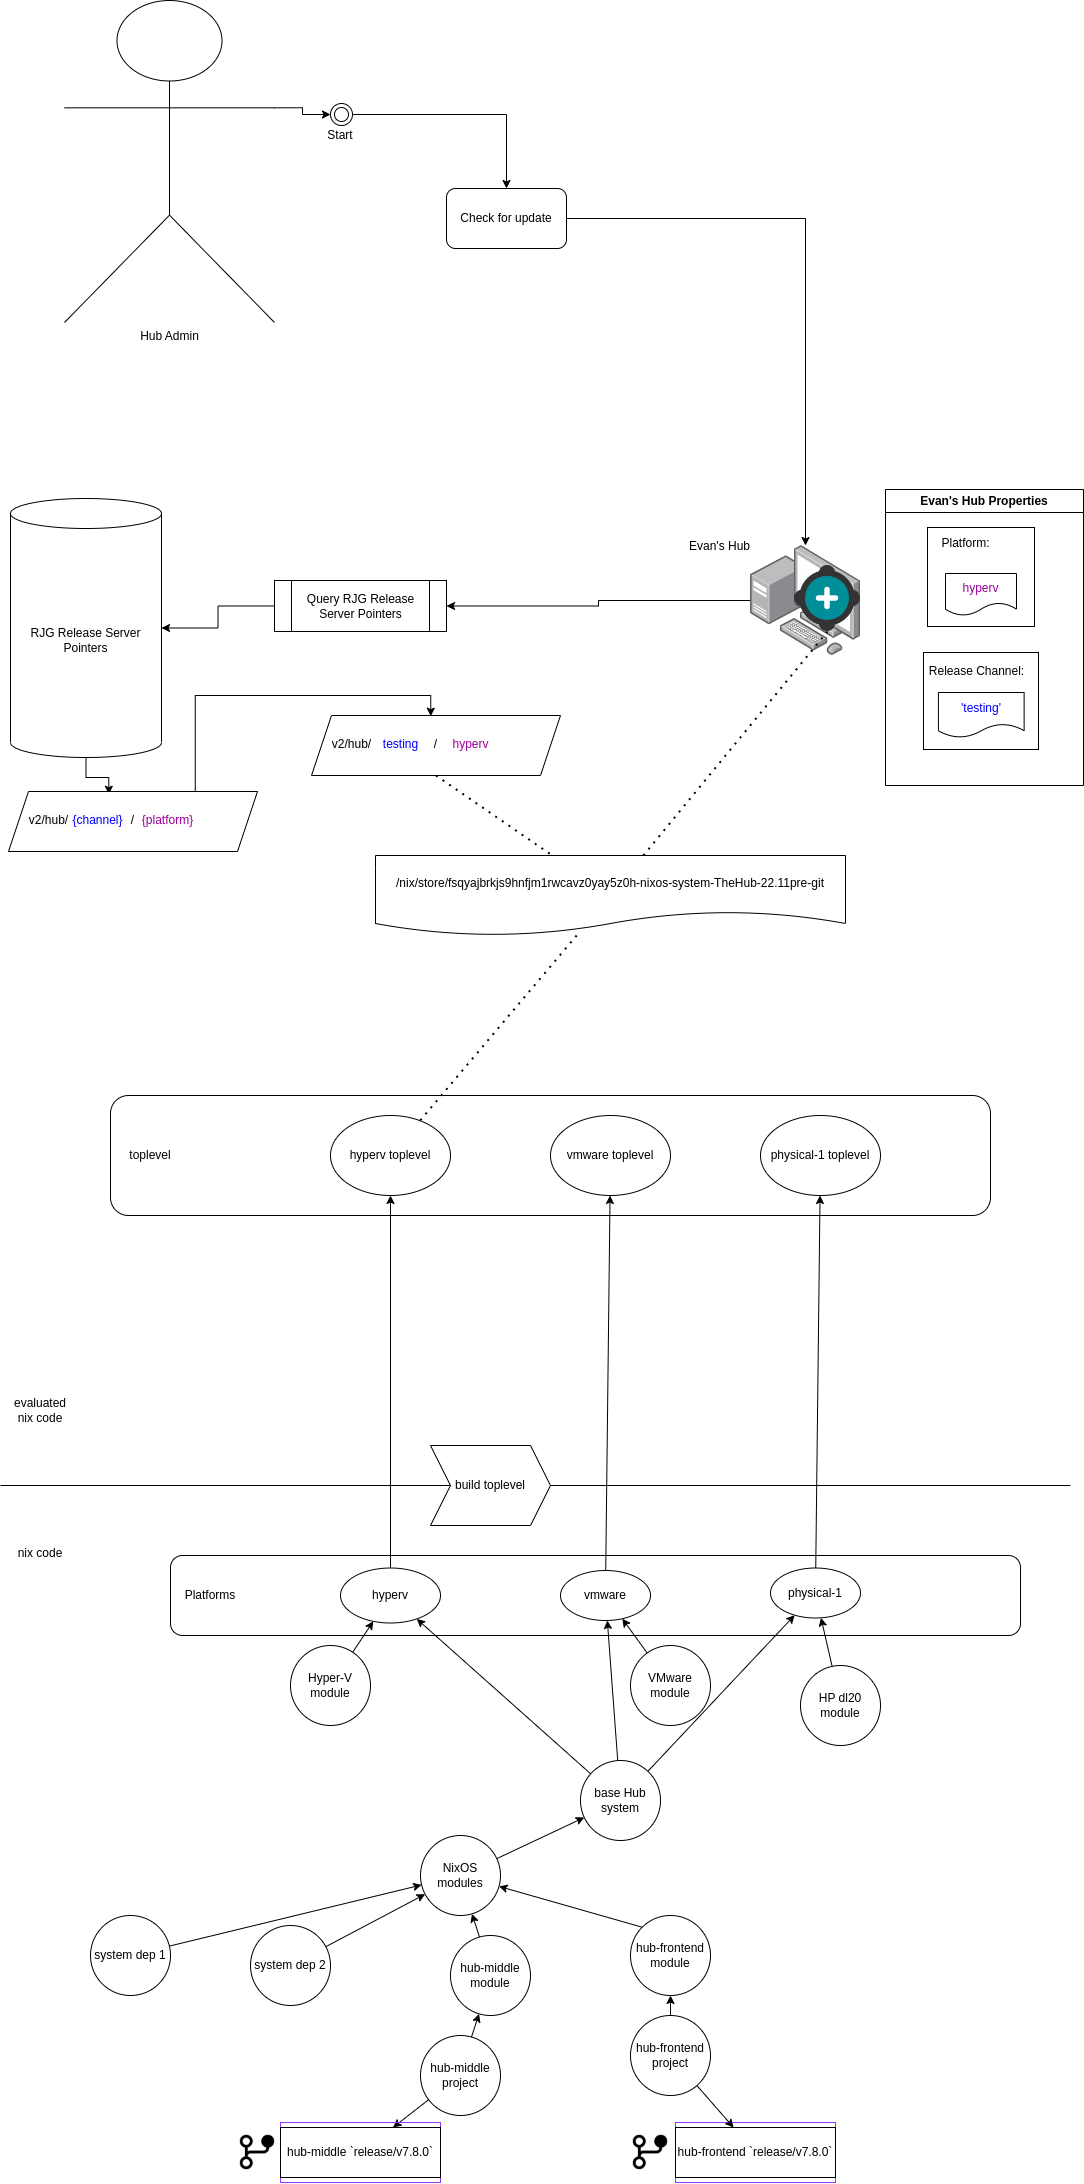 Start
Check for update
Hub Admin
Evan's Hub Properties
Platform:
hyperv
Release Channel:
'testing'
Evan's Hub
Query RJG Release
Server Pointers
RJG Release Server
Pointers
v2/hub/ testing / hyperv
v2/hub/ {channel} / {platform}
/nix/store/fsqyajbrkjs9hnfjm1rwcavz0yay5z0h-nixos-system-TheHub-22.11pre-git
toplevel
hyperv toplevel
vmware toplevel
physical-1 toplevel
evaluated
nix code
build toplevel
nix code
Platforms
hyperv
vmware
physical-1
Hyper-V
module
VMware
module
HP dl20
module
base Hub
system
NixOS
modules
system dep 1
system dep 2
hub-middle
module
hub-frontend
module
hub-middle
project
hub-frontend
project
hub-middle `release/v7.8.0`
hub-frontend `release/v7.8.0`